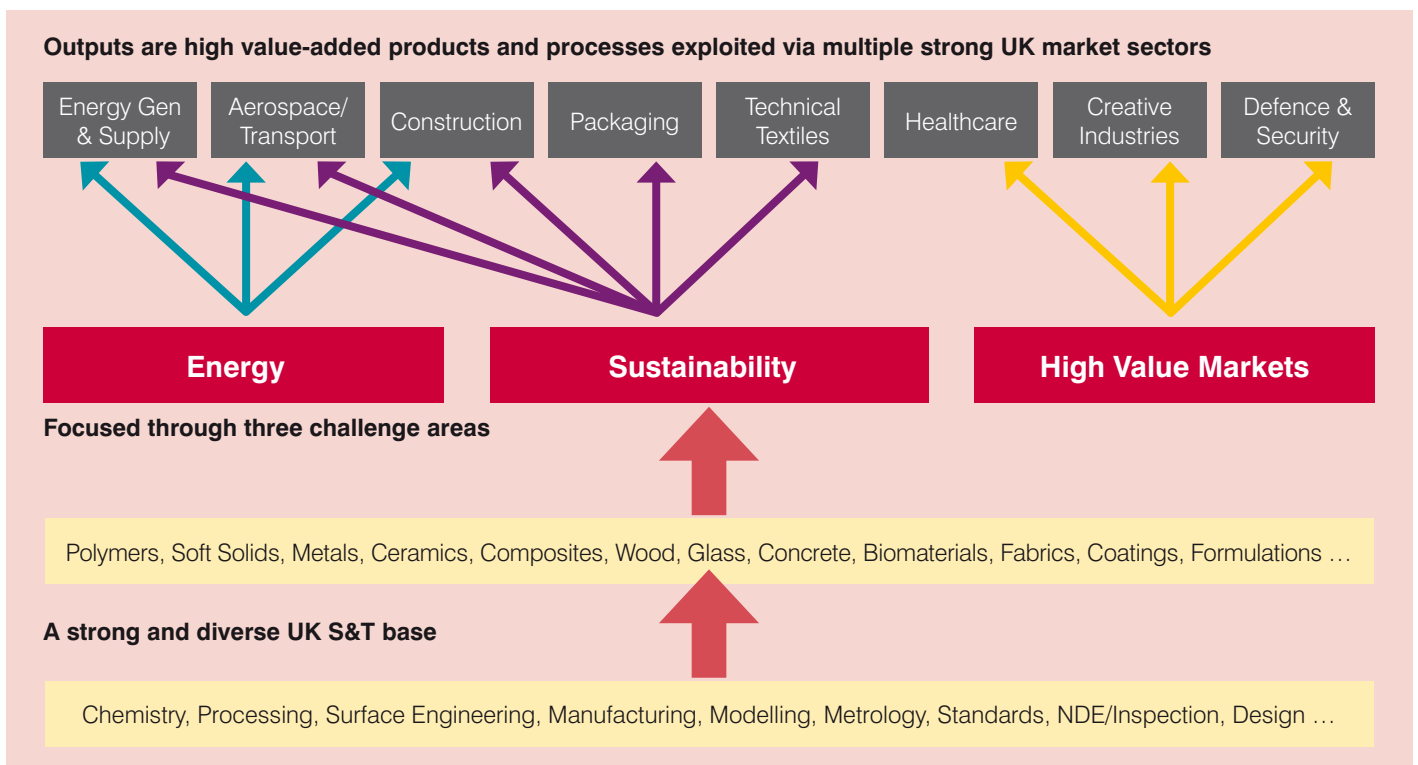 Outputs are high value-added products and processes exploited via multiple strong UK market sectors
Energy Gen
& Supply
Aerospace/
Transport
Construction
Packaging
Technical
Textiles
Healthcare
Creative
Industries
Defence &
Security
Energy
Sustainability
High Value Markets
Focused through three challenge areas
Polymers, Soft Solids, Metals, Ceramics, Composites, Wood, Glass, Concrete, Biomaterials, Fabrics, Coatings, Formulations …
A strong and diverse UK S&T base
Chemistry, Processing, Surface Engineering, Manufacturing, Modelling, Metrology, Standards, NDE/Inspection, Design …